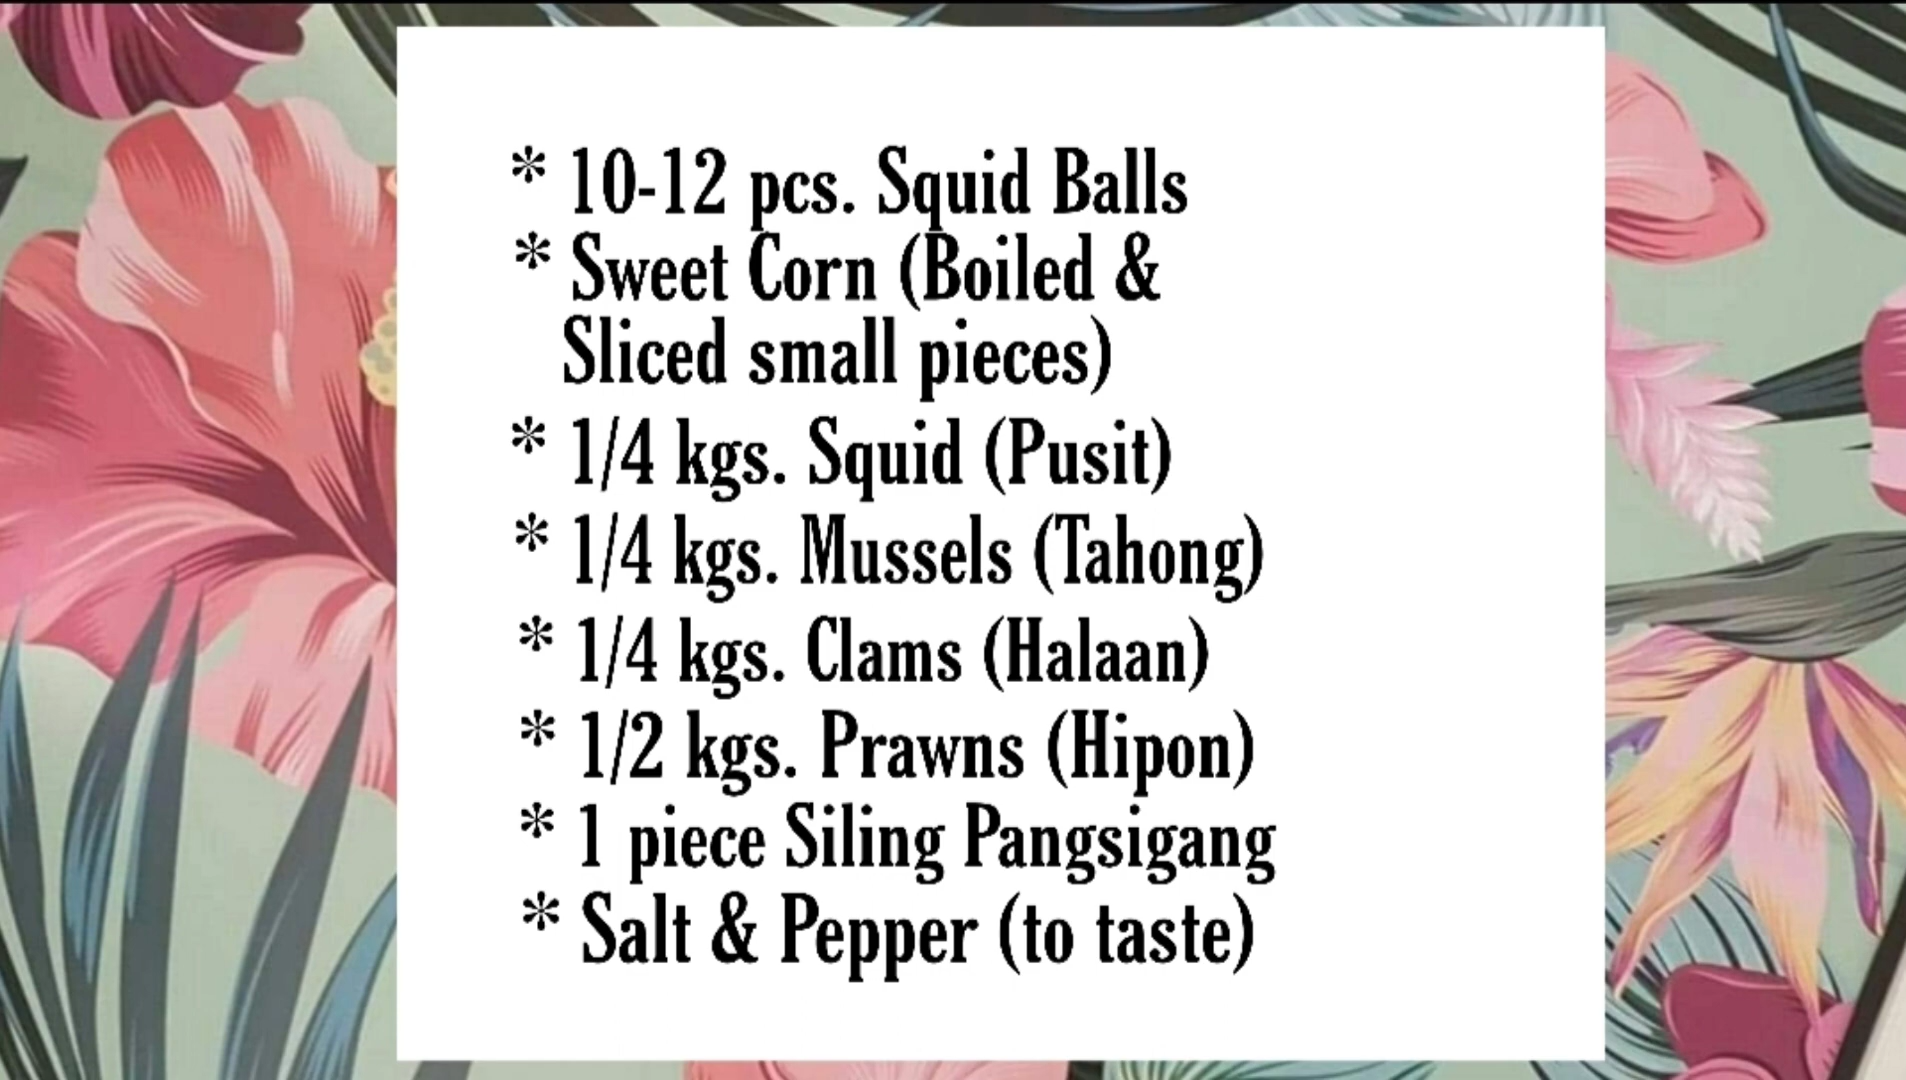 * 10-12 pcs. Squid Balls
* Sweet Corn (Boiled &
Sliced small pieces)
* 1/4 kgs. Squid (Pusit)
* 1/4 kgs. Mussels (Tahong)
* 1/4 kgs. Clams (Halaan)
* 1/2 kgs. Prawns (Hipon)
* 1 piece Siling Pangsigang
* Salt & Pepper (to taste)